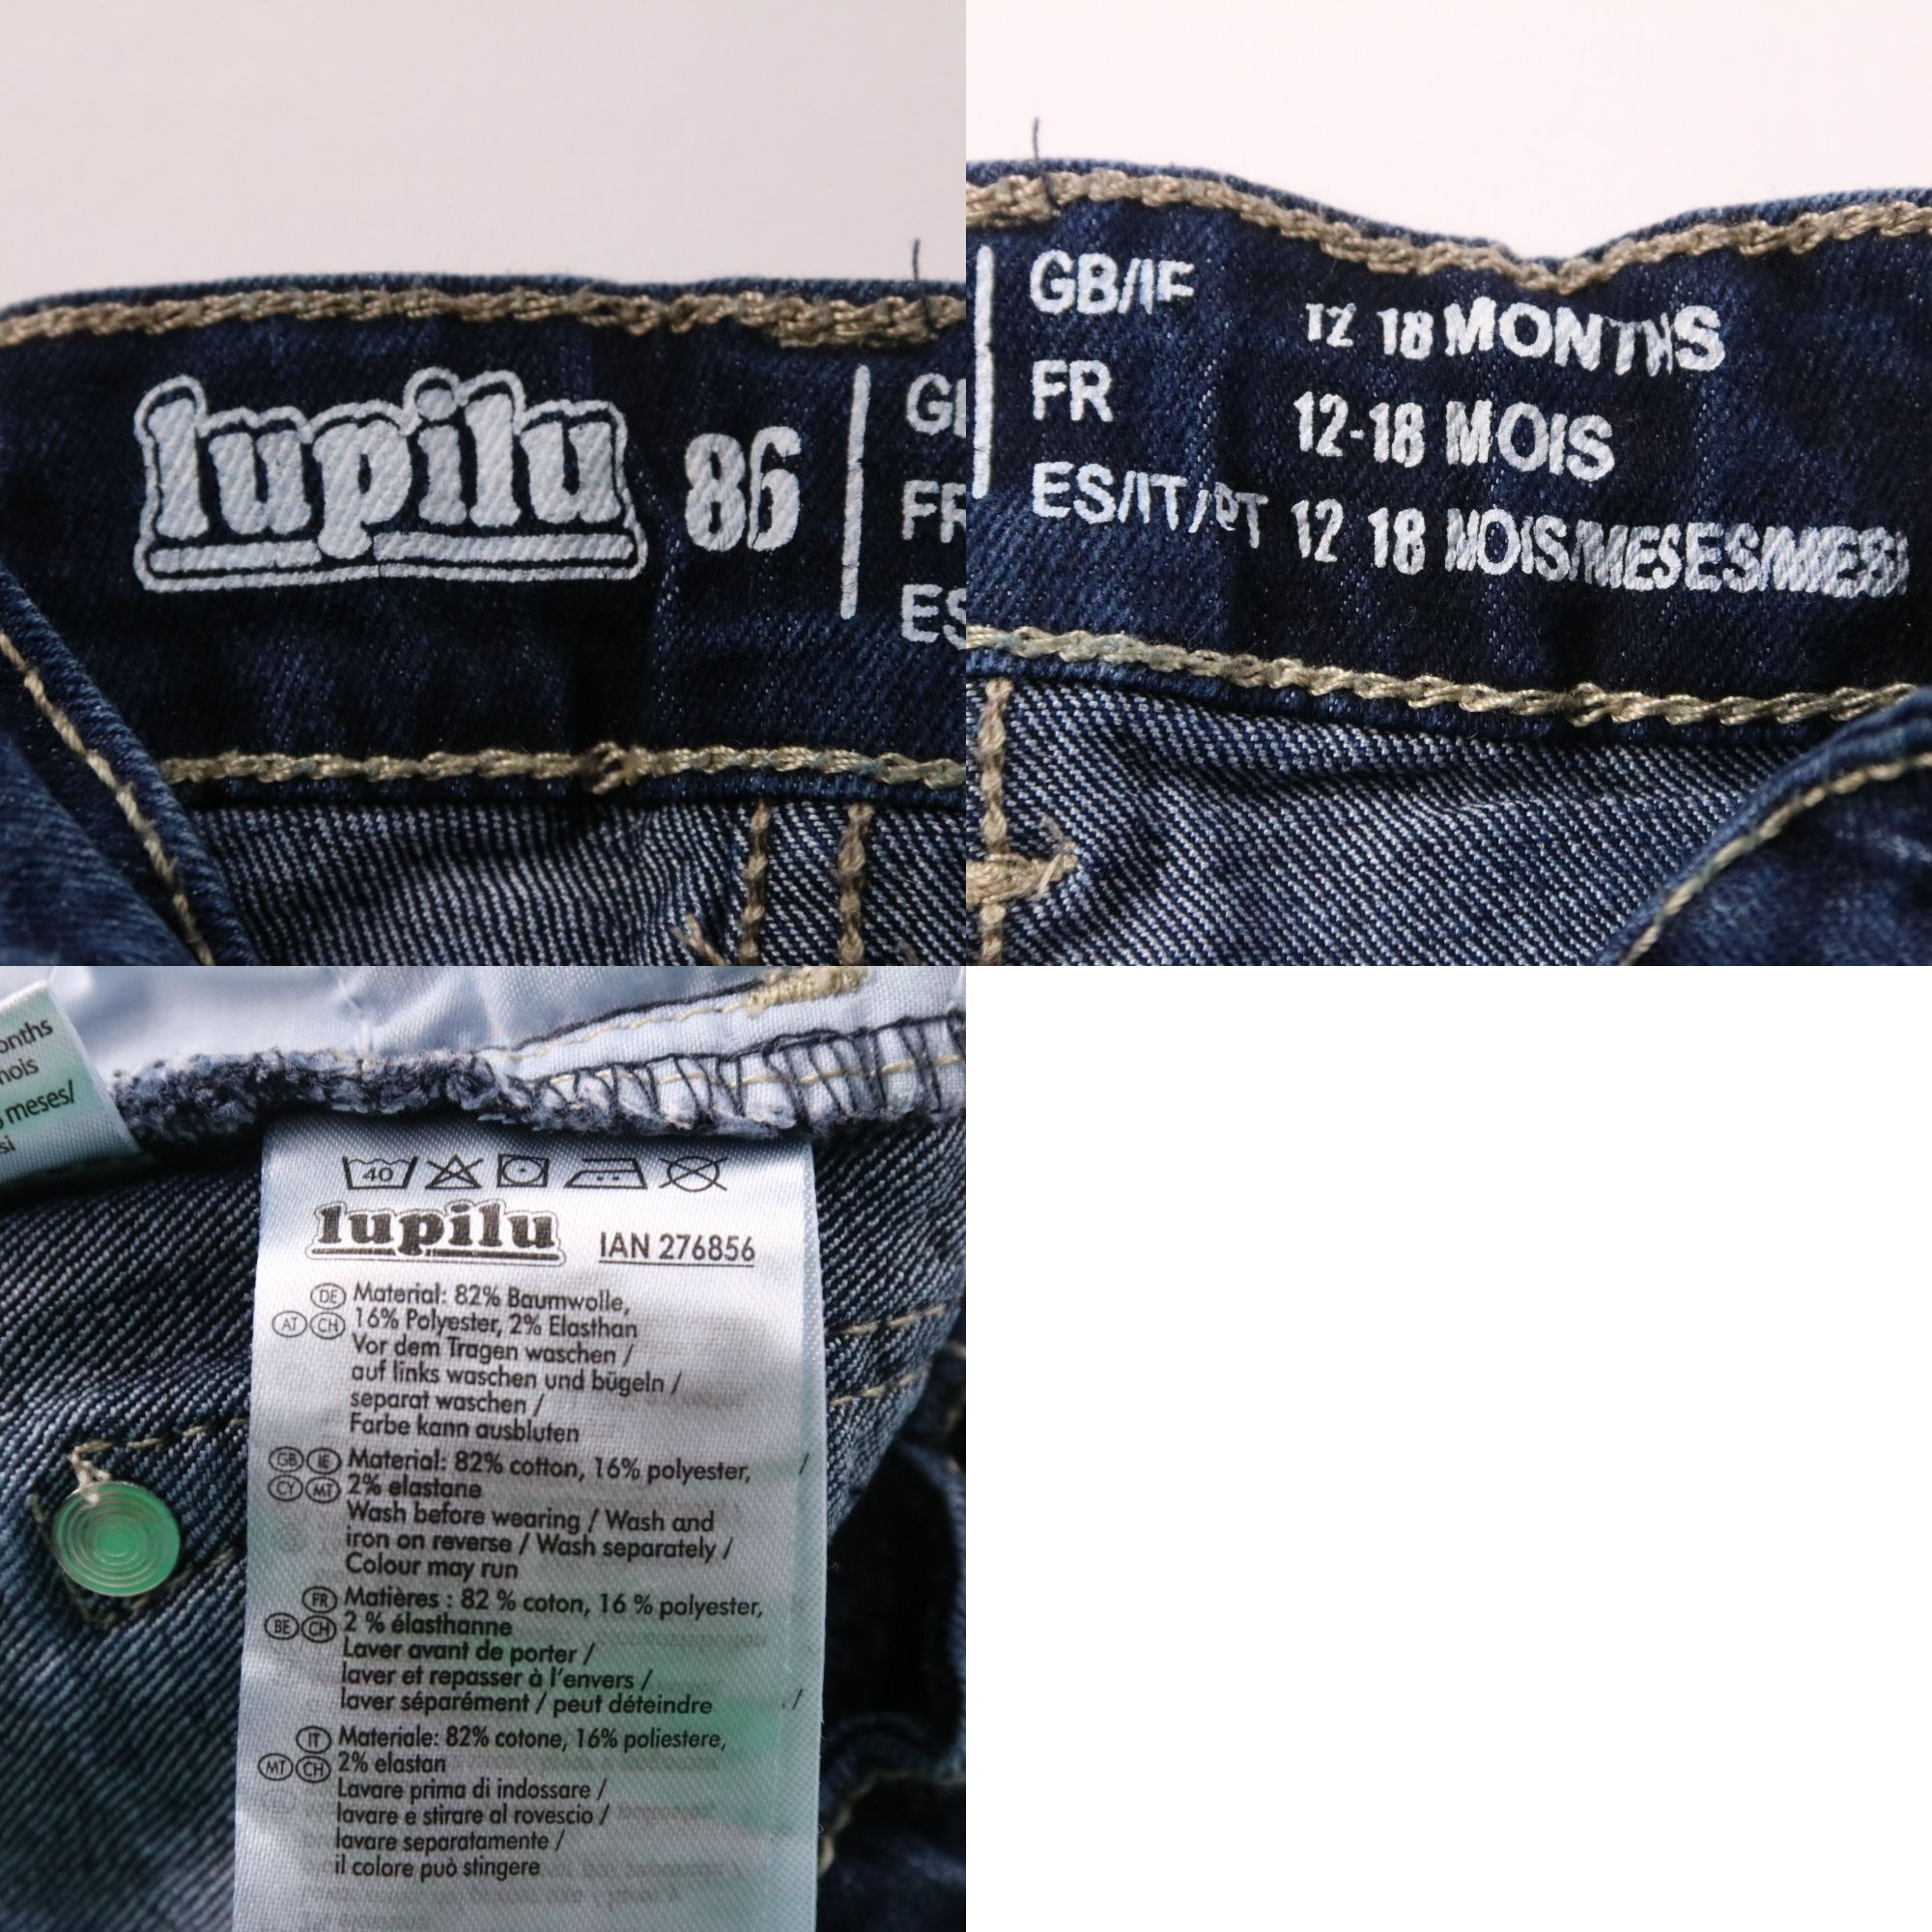 lupilu 86
GB/IE 12-18 MONTHS
FR 12-18 MOIS
ES/IT/PT 12-18 MOIS/MESES/MESI
onths
mois
meses/
si
40
lupilu IAN 276856
DE Material: 82% Baumwolle,
AT CH 16% Polyester, 2% Elasthan
Vor dem Tragen waschen /
auf links waschen und bügeln /
separat waschen /
Farbe kann ausbluten
GB IE Material: 82% cotton, 16% polyester,
CY MT 2% elastane
Wash before wearing / Wash and
iron on reverse / Wash separately /
Colour may run
FR Matières : 82 % coton, 16 % polyester,
BE CH 2 % élasthanne
Laver avant de porter /
laver et repasser à l'envers /
laver séparément / peut déteindre
IT Materiale: 82% cotone, 16% poliestere,
MT CH 2% elastan
Lavare prima di indossare /
lavare e stirare al rovescio /
lavare separatamente /
il colore può stingere